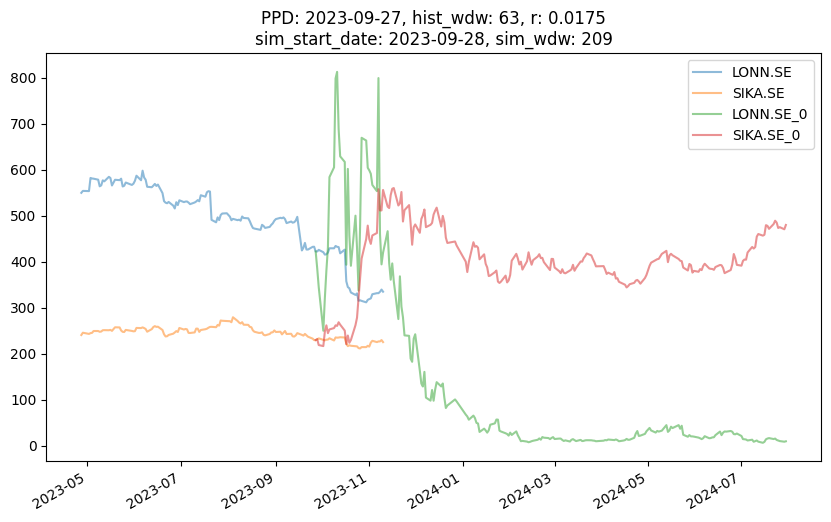 PPD: 2023-09-27, hist_wdw: 63, r: 0.0175
sim_start_date: 2023-09-28, sim_wdw: 209
LONN.SE
SIKA.SE
LONN.SE_0
SIKA.SE_0
800
700
600
500
400
300
200
100
0
2023-05
2023-07
2023-09
2023-11
2024-01
2024-03
2024-05
2024-07